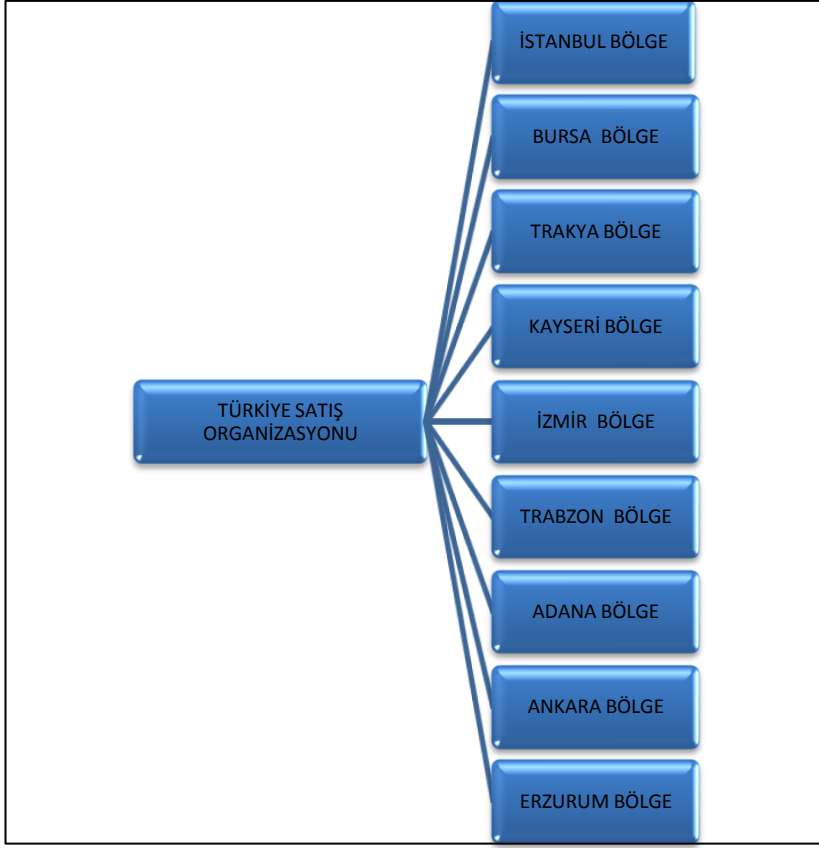 İSTANBUL BÖLGE
BURSA BÖLGE
TRAKYA BÖLGE
KAYSERİ BÖLGE
TÜRKİYE SATIŞ
ORGANİZASYONU
İZMİR BÖLGE
TRABZON BÖLGE
ADANA BÖLGE
ANKARA BÖLGE
ERZURUM BÖLGE